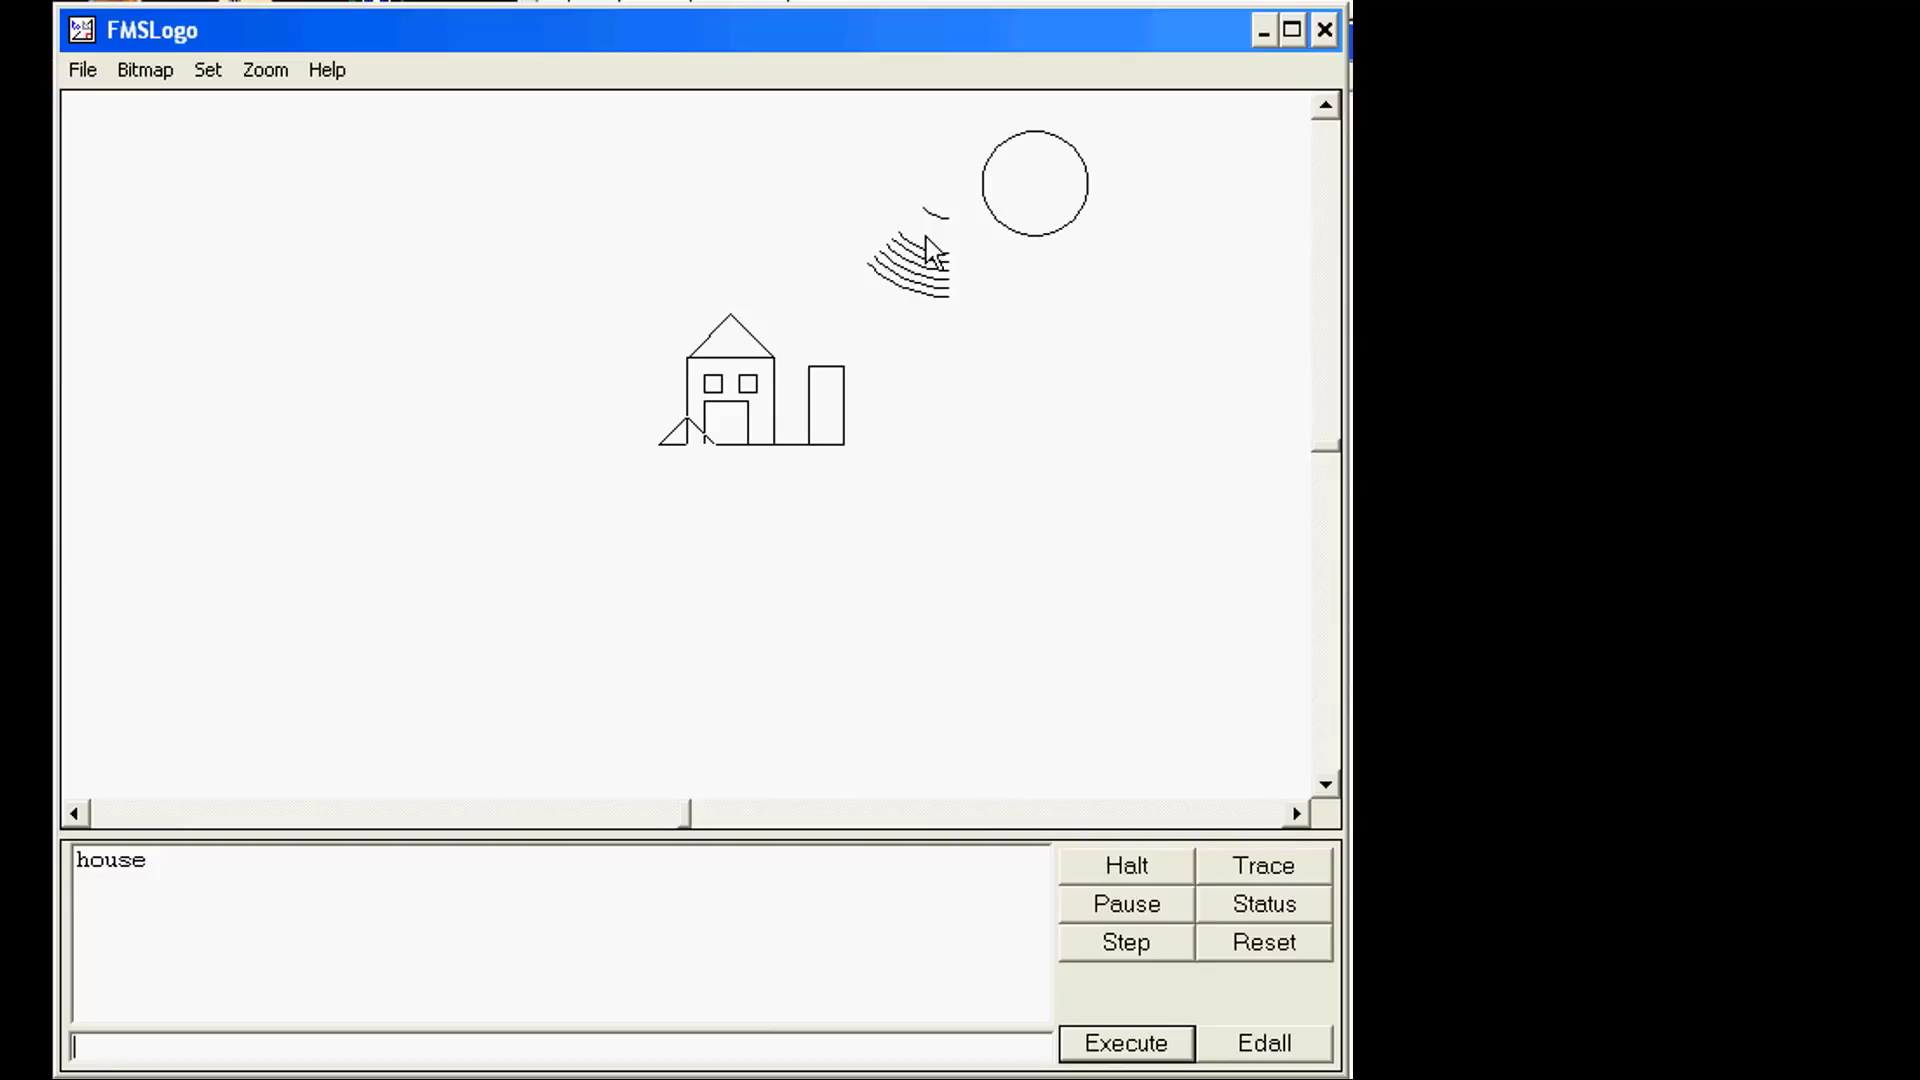 FMSLogo
File Bitmap Set Zoom Help
house
Halt Trace
Pause Status
Step Reset
Execute Edall